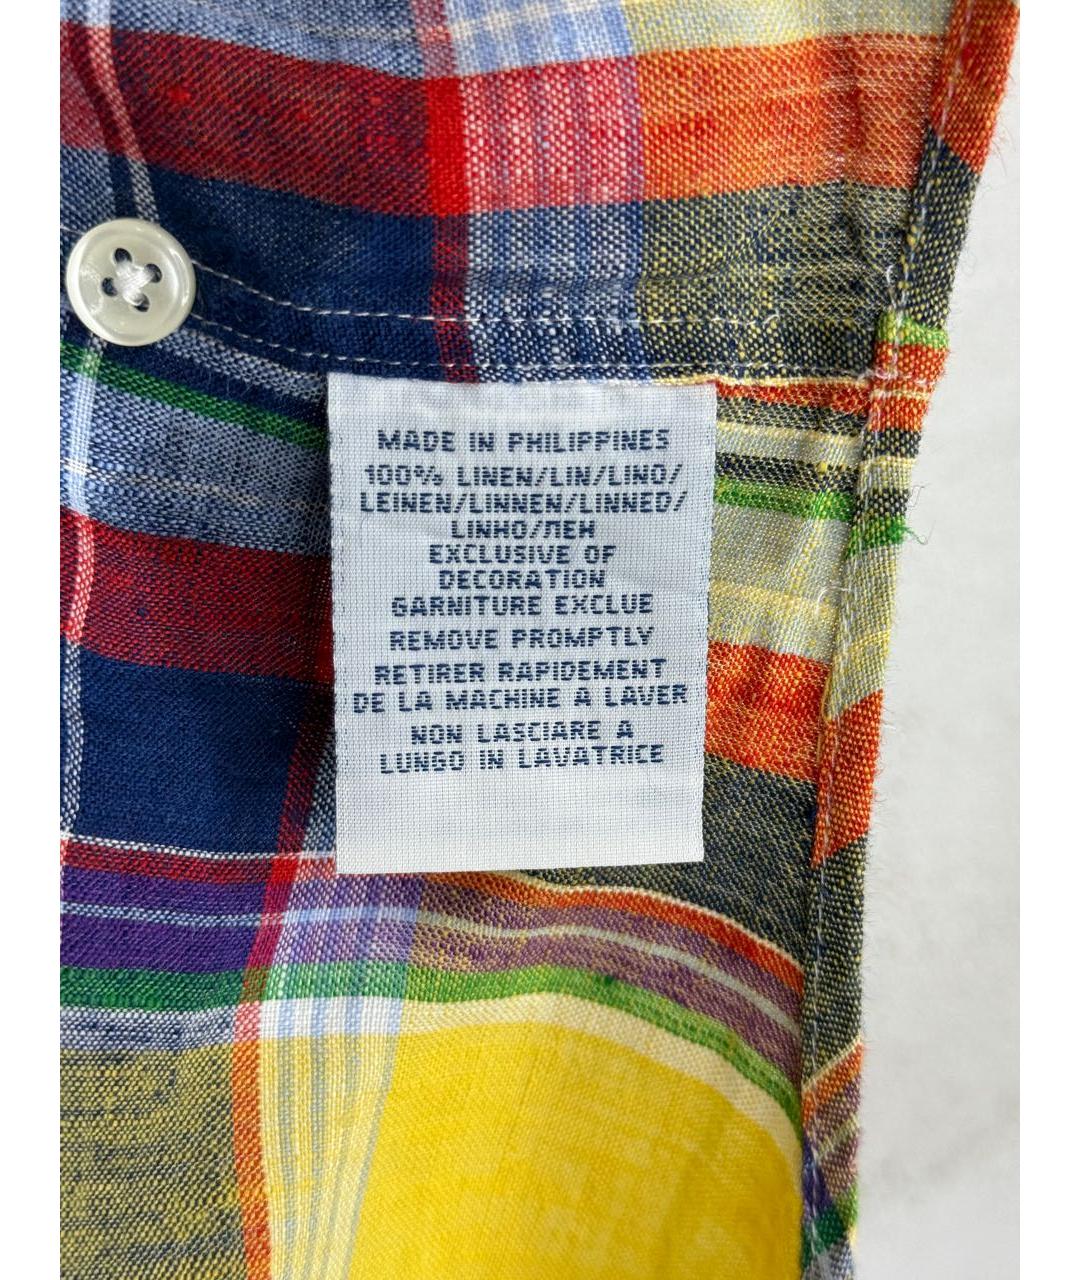 MADE IN PHILIPPINES
100% LINEN/LIN/LINO/
LEINEN/LINNEN/LINNED/
LINHO/ЛЕН
EXCLUSIVE OF
DECORATION
GARNITURE EXCLUE
REMOVE PROMPTLY
RETIRER RAPIDEMENT
DE LA MACHINE A LAVER
NON LASCIARE A
LUNGO IN LAVATRICE